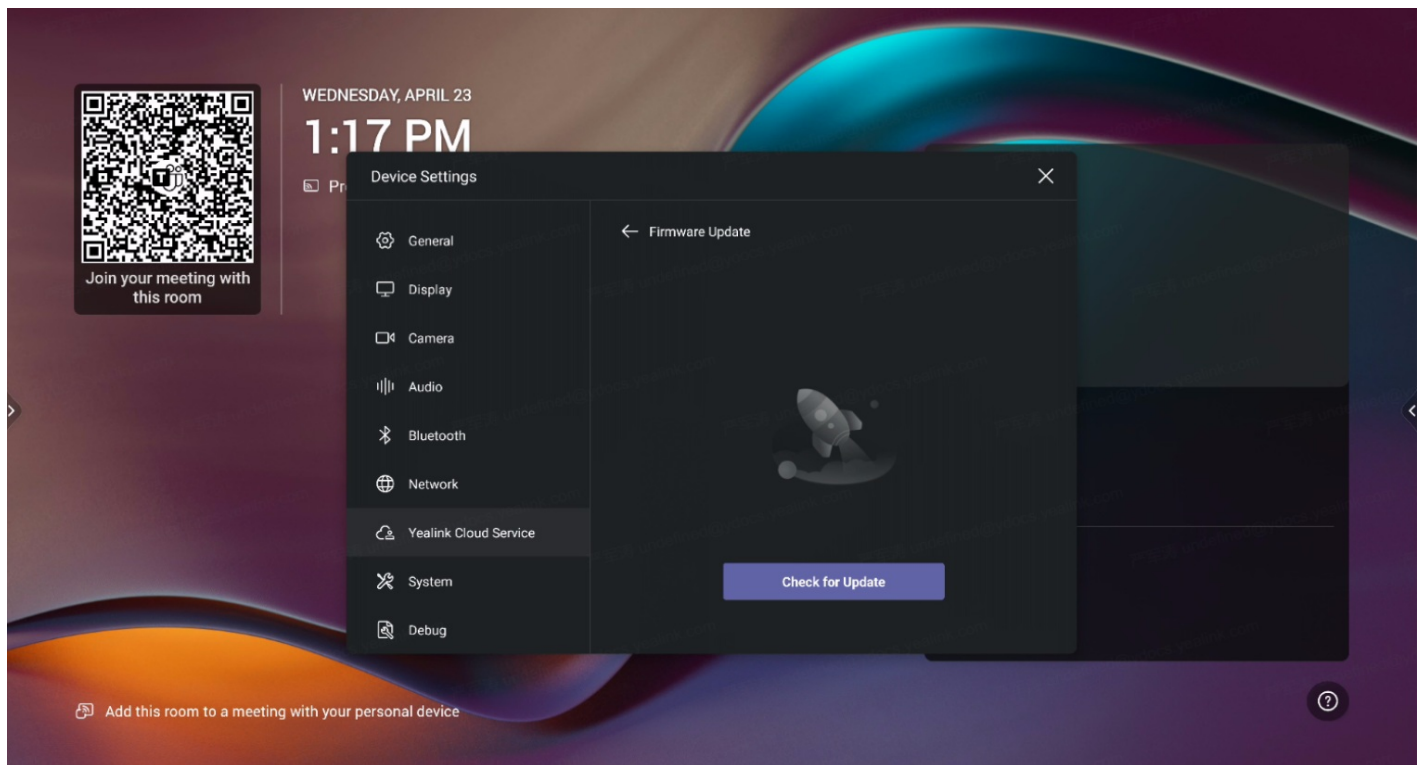 WEDNESDAY, APRIL 23
1:17 PM
Pr
Join your meeting with
this room
Device Settings
General
Display
Camera
Audio
Bluetooth
Network
Yealink Cloud Service
System
Debug
Firmware Update
Check for Update
Add this room to a meeting with your personal device